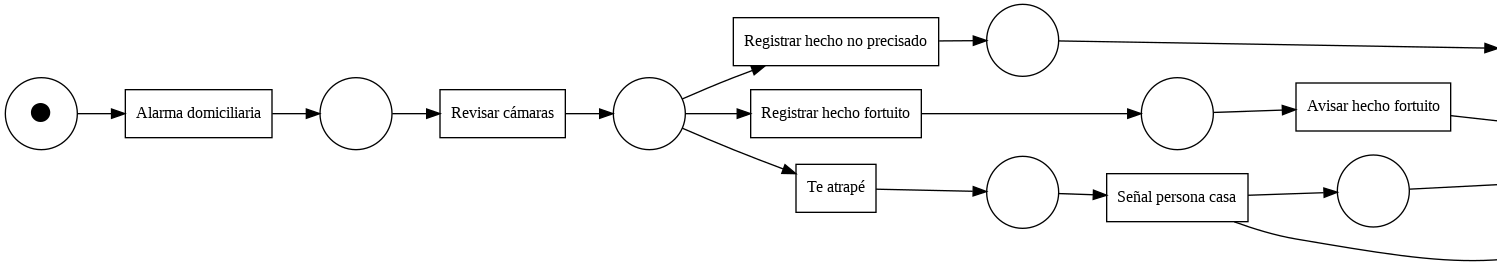 Registrar hecho no precisado
Alarma domiciliaria
Revisar cámaras
Registrar hecho fortuito
Avisar hecho fortuito
Te atrapé
Señal persona casa